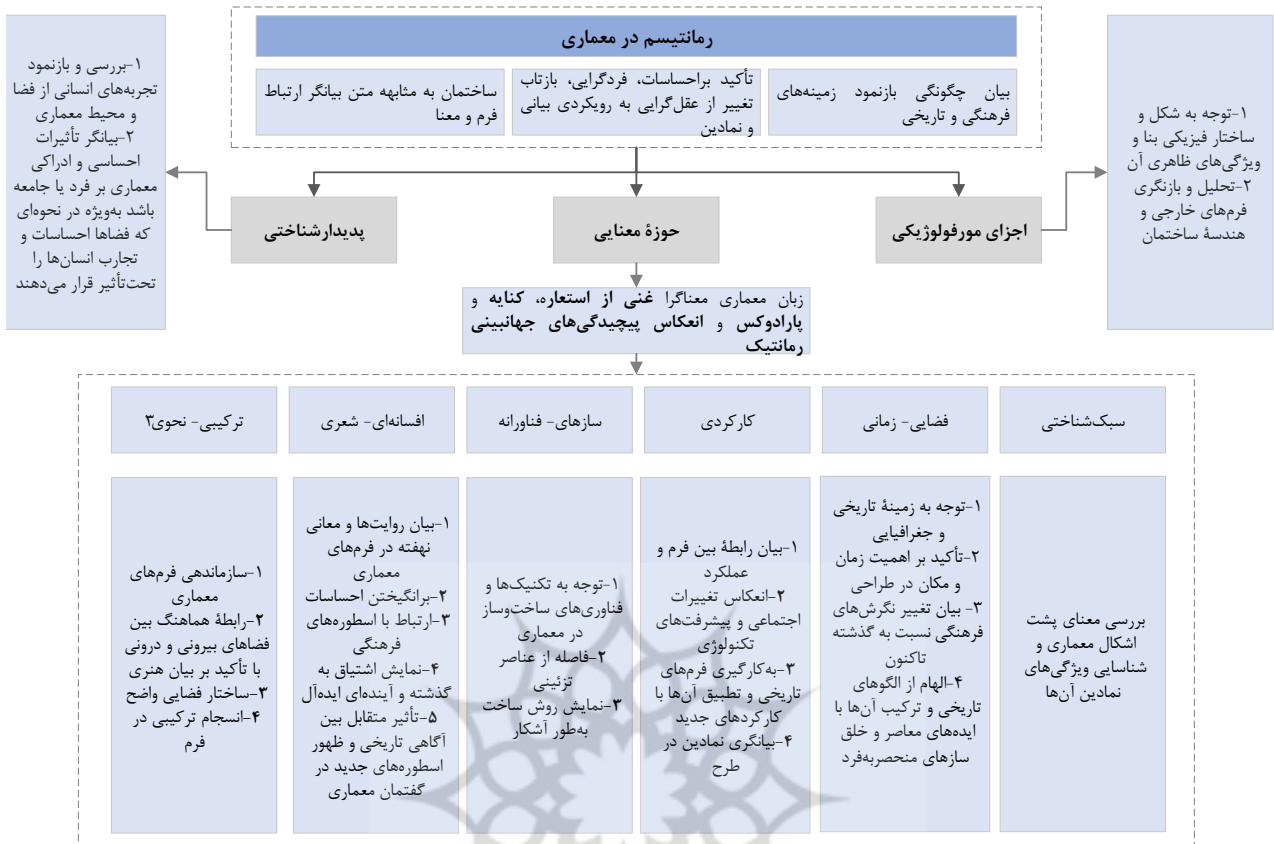 رمانتیسم در معماری
بیان چگونگی بازنمود زمینه‌های
فرهنگی و تاریخی
تأکید براحساسات، فردگرایی، بازتاب
تغییر از عقل‌گرایی به رویکردی بیانی
و نمادین
ساختمان به مثابهه متن بیانگر ارتباط
فرم و معنا
۱-توجه به شکل و
ساختار فیزیکی بنا و
ویژگی‌های ظاهری آن
۲-تحلیل و بازنگری
فرم‌های خارجی و
هندسۀ ساختمان
اجزای مورفولوژیکی
حوزۀ معنایی
پدیدارشناختی
۱-بررسی و بازنمود
تجربه‌های انسانی از فضا
و محیط معماری
۲-بیانگر تأثیرات
احساسی و ادراکی
معماری بر فرد یا جامعه
باشد به‌ویژه در نحوه‌ای
که فضاها احساسات و
تجارب انسان‌ها را
تحت‌تأثیر قرار می‌دهند
زبان معماری معناگرا غنی از استعاره، کنایه و
پارادوکس و انعکاس پیچیدگی‌های جهانبینی
رمانتیک
سبک‌شناختی
بررسی معنای پشت
اشکال معماری و
شناسایی ویژگی‌های
نمادین آن‌ها
فضایی- زمانی
۱-توجه به زمینۀ تاریخی
و جغرافیایی
۲-تأکید بر اهمیت زمان
و مکان در طراحی
۳- بیان تغییر نگرش‌های
فرهنگی نسبت به گذشته
تاکنون
۴-الهام از الگوهای
تاریخی و ترکیب آن‌ها با
ایده‌های معاصر و خلق
سازهای منحصربه‌فرد
کارکردی
۱-بیان رابطۀ بین فرم و
عملکرد
۲-انعکاس تغییرات
اجتماعی و پیشرفت‌های
تکنولوژی
۳-به‌کارگیری فرم‌های
تاریخی و تطبیق آن‌ها با
کارکردهای جدید
۴-بیانگری نمادین در
طرح
سازهای- فناورانه
۱-توجه به تکنیک‌ها و
فناوری‌های ساخت‌وساز
در معماری
۲-فاصله از عناصر
تزئینی
۳-نمایش روش ساخت
به‌طور آشکار
افسانه‌ای- شعری
۱-بیان روایت‌ها و معانی
نهفته در فرم‌های
معماری
۲-برانگیختن احساسات
۳-ارتباط با اسطوره‌های
فرهنگی
۴-نمایش اشتیاق به
گذشته و آینده‌ای ایده‌آل
۵-تأثیر متقابل بین
آگاهی تاریخی و ظهور
اسطوره‌های جدید در
گفتمان معماری
ترکیبی- نحوی۳
۱-سازماندهی فرم‌های
معماری
۲-رابطۀ هماهنگ بین
فضاهای بیرونی و درونی
با تأکید بر بیان هنری
۳-ساختار فضایی واضح
۴-انسجام ترکیبی در
فرم